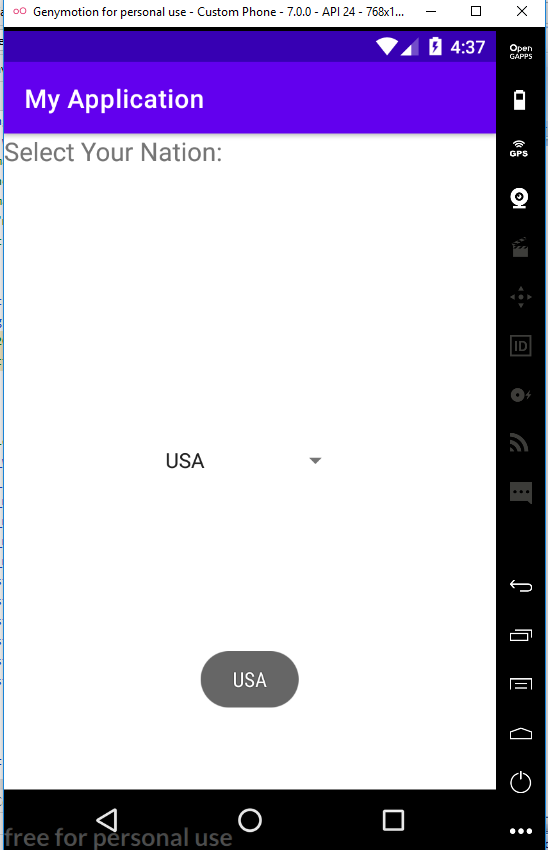 Genymotion for personal use - Custom Phone - 7.0.0 - API 24 - 768x1...
4:37
Open
GAPPS
My Application
Select Your Nation:
GPS
ID
USA
USA
free for personal use